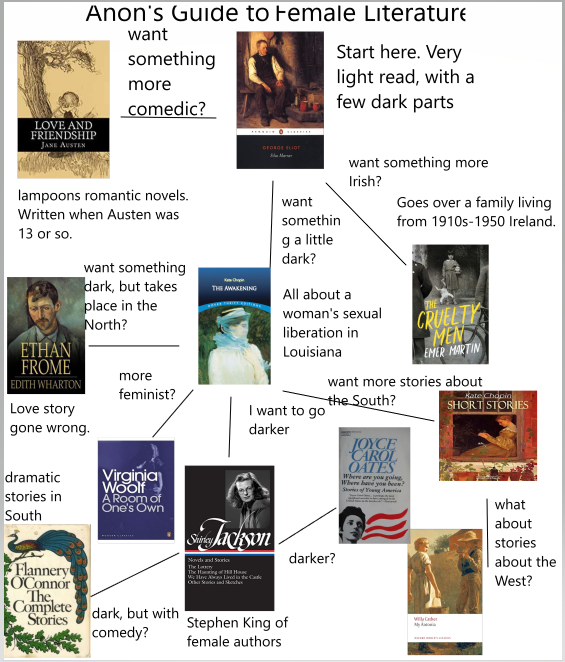 Anon's Guide to Female Literature
want
something
more
comedic?
Start here. Very
light read, with a
few dark parts
LOVE AND
FRIENDSHIP
JANE AUSTEN
PENGUIN CLASSICS
GEORGE ELIOT
Silas Marner
want something more
Irish?
lampoons romantic novels.
Written when Austen was
13 or so.
want
somethin
g a little
dark?
Goes over a family living
from 1910s-1950 Ireland.
want something
dark, but takes
place in the
North?
Kate Chopin
THE AWAKENING
DOVER THRIFT EDITIONS
All about a
woman's sexual
liberation in
Louisiana
THE
CRUELTY
MEN
EMER MARTIN
ETHAN
FROME
EDITH WHARTON
Love story
gone wrong.
more
feminist?
want more stories about
the South?
I want to go
darker
Kate Chopin
SHORT STORIES
Virginia
Woolf
A Room of
One's Own
JOYCE
CAROL
OATES
Where are you going,
Where have you been?
Stories of Young America
dramatic
stories in
South
Shirley Jackson
Novels and Stories
The Lottery
The Haunting of Hill House
We Have Always Lived in the Castle
Other Stories and Sketches
what
about
stories
about the
West?
Flannery
O'Connor
The
Complete
Stories
darker?
dark, but with
comedy?
Stephen King of
female authors
Willa Cather
My Ántonia